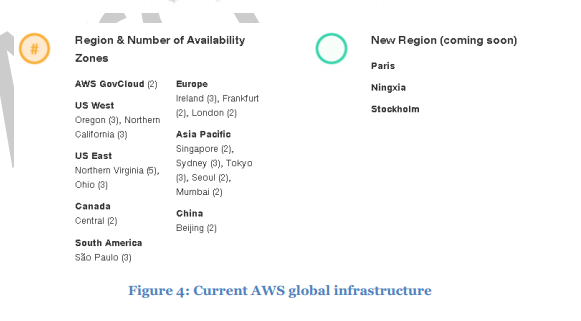 #
Region & Number of Availability
Zones
AWS GovCloud (2)
US West
Oregon (3), Northern
California (3)
US East
Northern Virginia (5),
Ohio (3)
Canada
Central (2)
South America
São Paulo (3)
Europe
Ireland (3), Frankfurt
(2), London (2)
Asia Pacific
Singapore (2),
Sydney (3), Tokyo
(3), Seoul (2),
Mumbai (2)
China
Beijing (2)
New Region (coming soon)
Paris
Ningxia
Stockholm
Figure 4: Current AWS global infrastructure